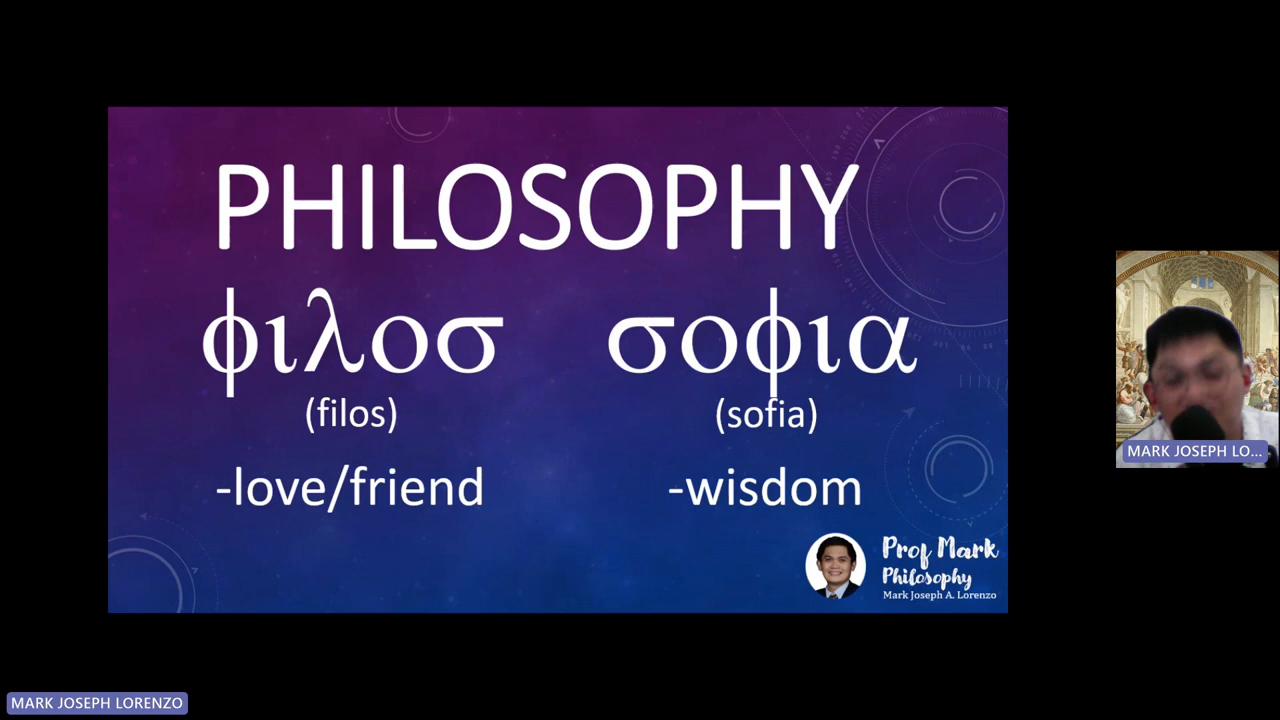 PHILOSOPHY
φιλοσ σοφια
(filos) (sofia)
-love/friend -wisdom
Prof Mark
Philosophy
Mark Joseph A. Lorenzo
MARK JOSEPH LO...
MARK JOSEPH LORENZO